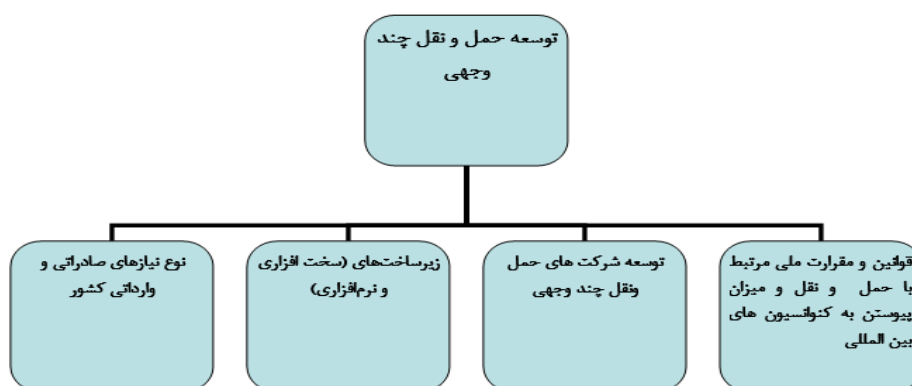 توسعه حمل و نقل چند
وجهی
قوانین و مقرارت ملی مرتبط
با حمل و نقل و میزان
پیوستن به کنوانسیون های
بین المللی
توسعه شرکت های حمل
ونقل چند وجهی
زیرساخت‌های (سخت افزاری
و نرم‌افزاری)
نوع نیازهای صادراتی و
وارداتی کشور